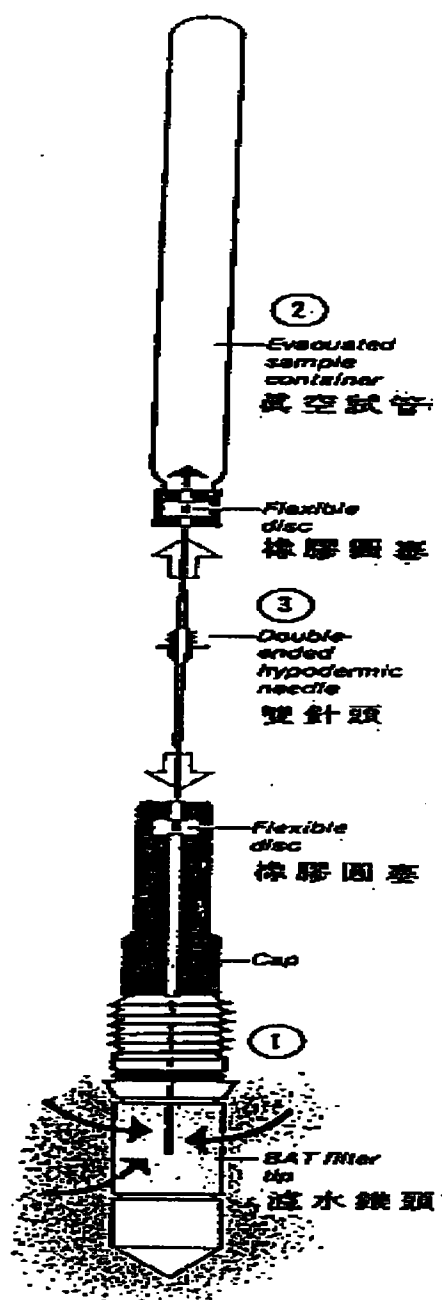 2
Evacuated
sample
container
真空試管
Flexible
disc
橡膠圓塞
3
Double-
ended
hypodermic
needle
雙針頭
Flexible
disc
橡膠圓塞
Cap
1
BAT filter
tip
濾水錐頭